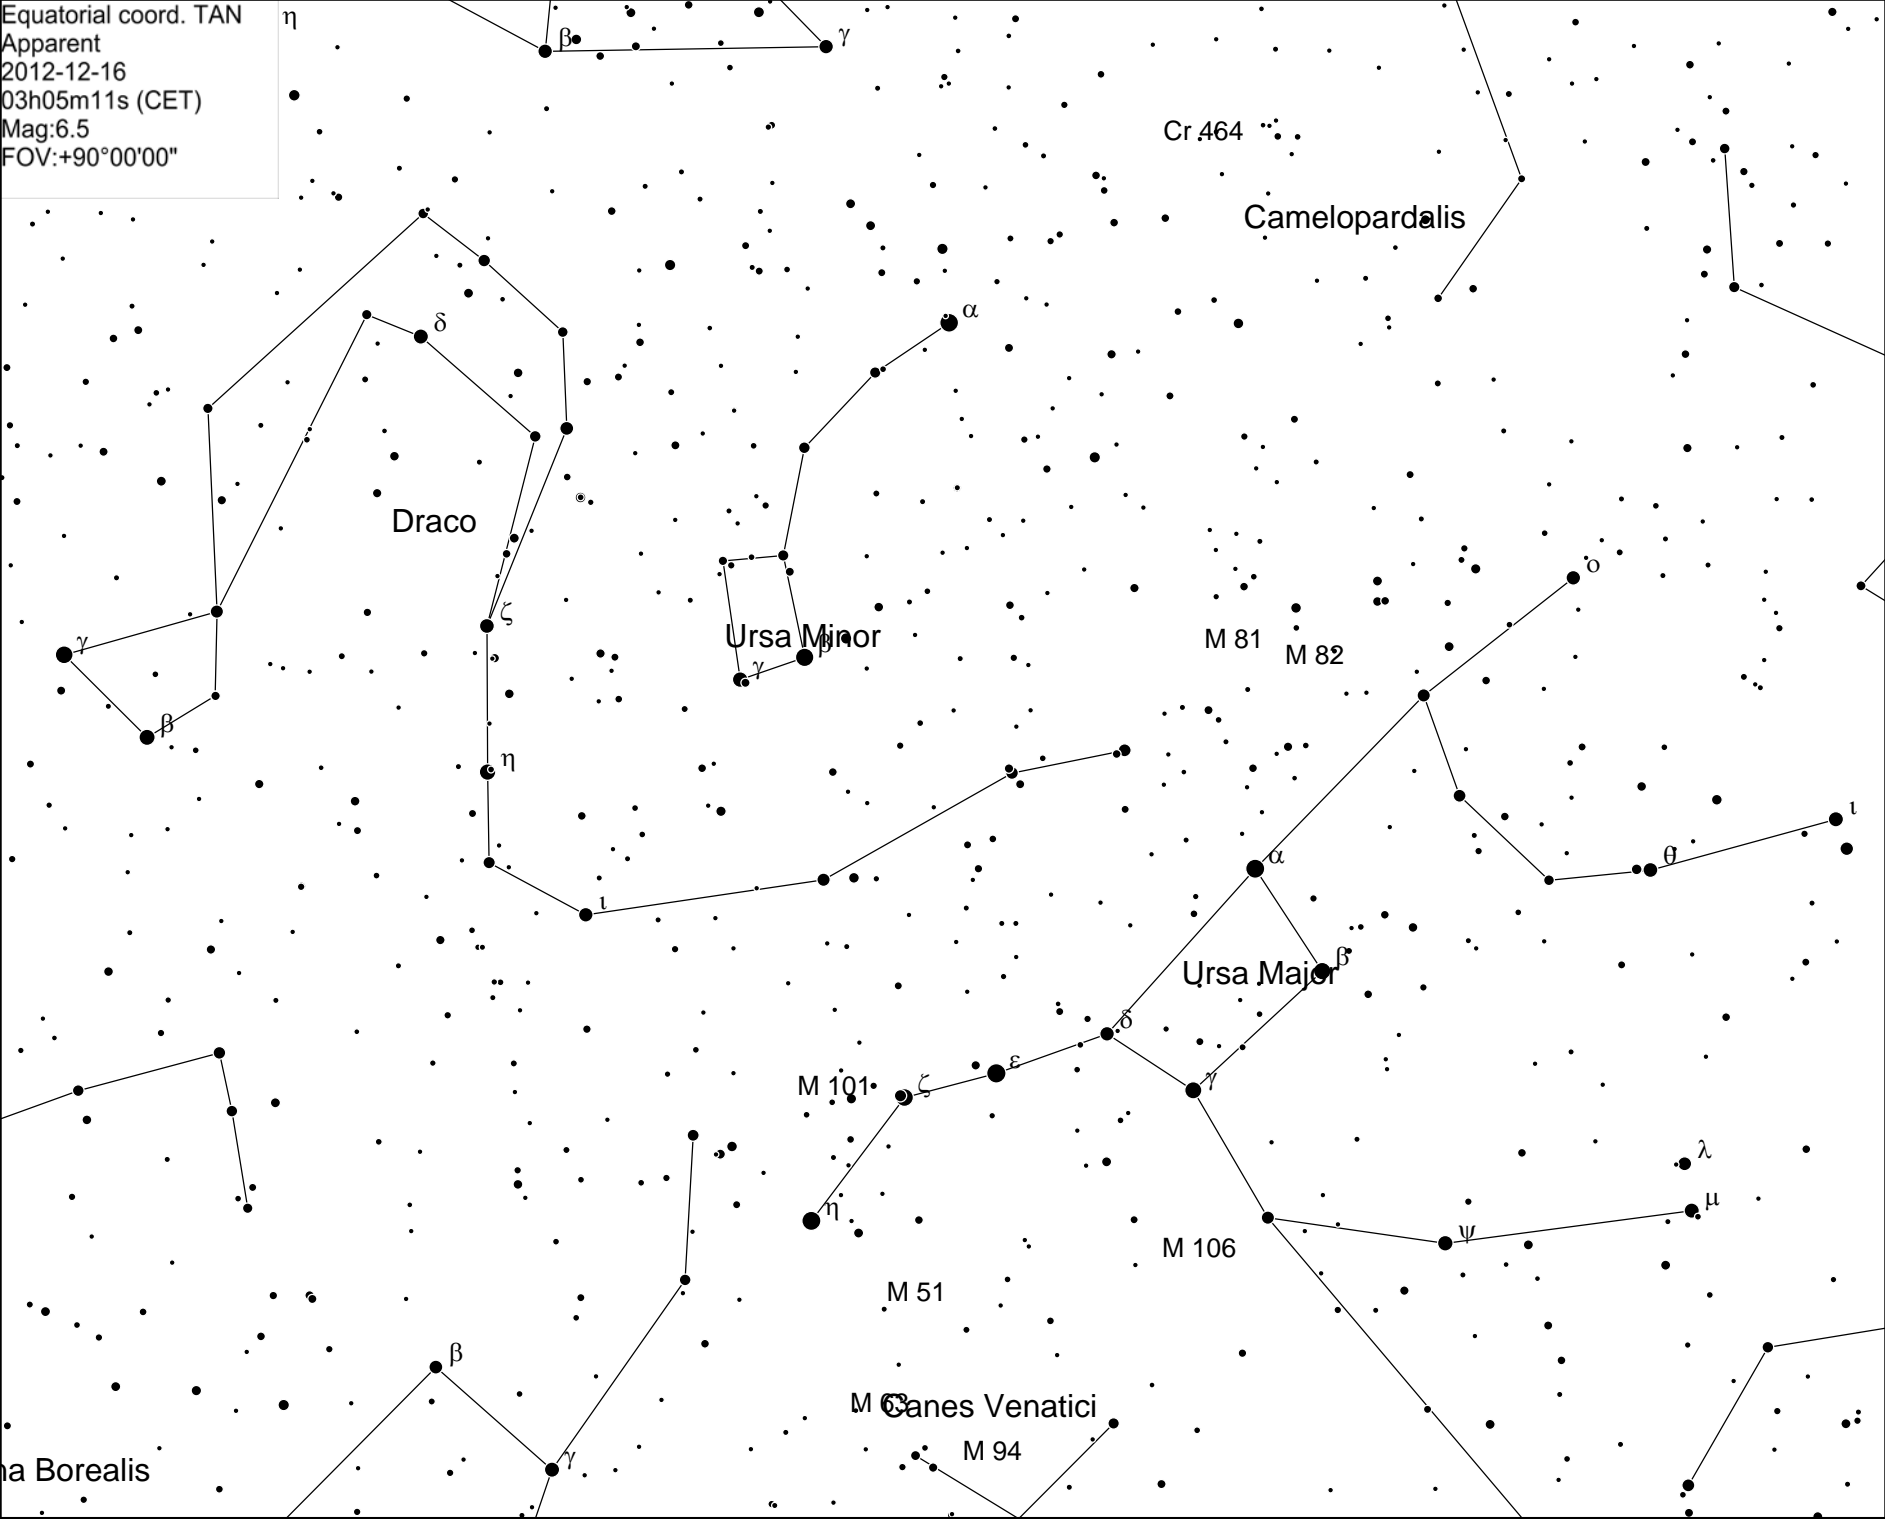 Equatorial coord. TAN
Apparent
2012-12-16
03h05m11s (CET)
Mag:6.5
FOV:+90°00'00"
η
β
γ
Cr 464
Camelopardalis
α
δ
Draco
ο
ζ
Ursa Minor
β
M 81
M 82
γ
γ
β
η
ι
θ
α
ι
β
Ursa Major
δ
ε
γ
M 101
ζ
λ
μ
η
ψ
M 106
M 51
β
M 63
Canes Venatici
M 94
γ
na Borealis